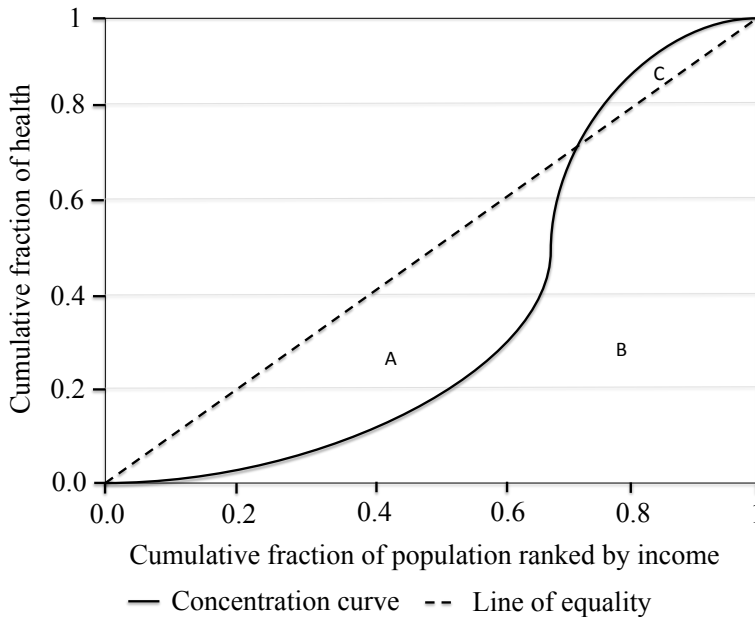 1
0.8
0.6
0.4
0.2
0.0
Cumulative fraction of health
A
B
C
0.0 0.2 0.4 0.6 0.8 1
Cumulative fraction of population ranked by income
Concentration curve Line of equality